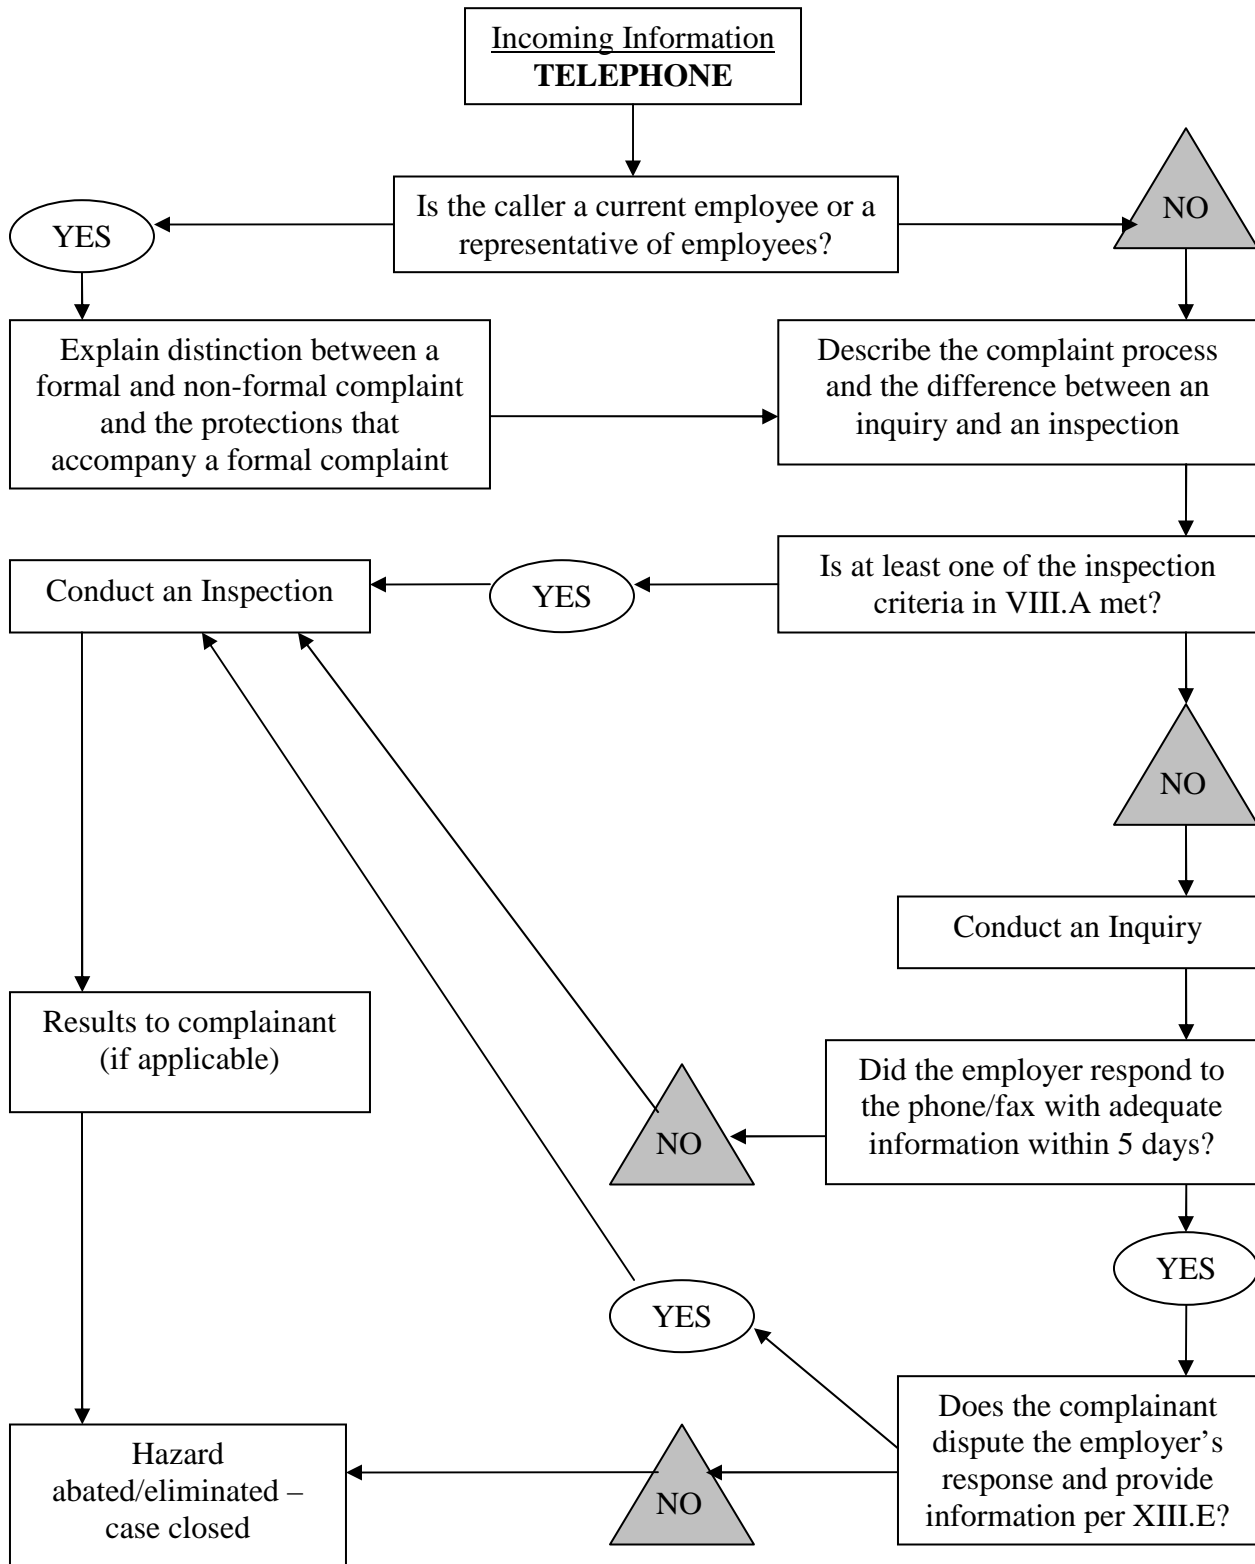 Incoming Information
TELEPHONE
Is the caller a current employee or a
representative of employees?
YES
NO
Explain distinction between a
formal and non-formal complaint
and the protections that
accompany a formal complaint
Describe the complaint process
and the difference between an
inquiry and an inspection
Is at least one of the inspection
criteria in VIII.A met?
YES
Conduct an Inspection
NO
Conduct an Inquiry
Results to complainant
(if applicable)
Did the employer respond to
the phone/fax with adequate
information within 5 days?
NO
YES
YES
Does the complainant
dispute the employer’s
response and provide
information per XIII.E?
NO
Hazard
abated/eliminated –
case closed